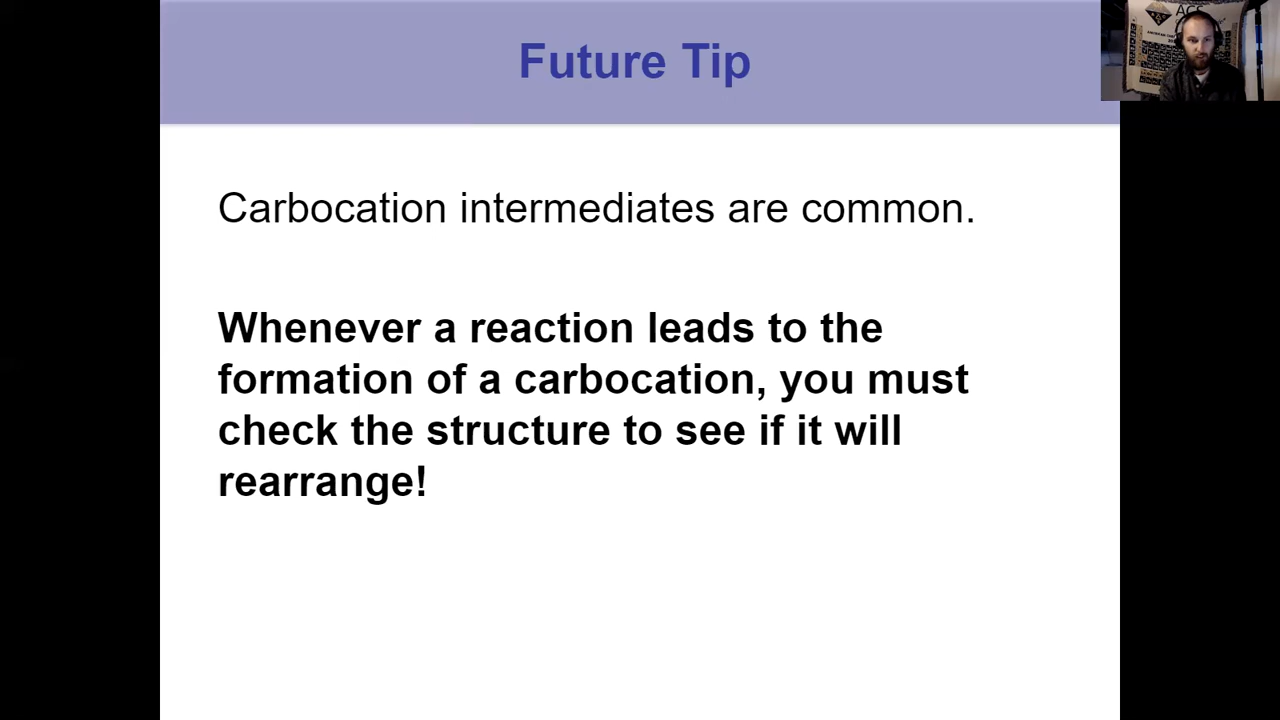 Future Tip
ACS
Carbocation intermediates are common.
Whenever a reaction leads to the
formation of a carbocation, you must
check the structure to see if it will
rearrange!